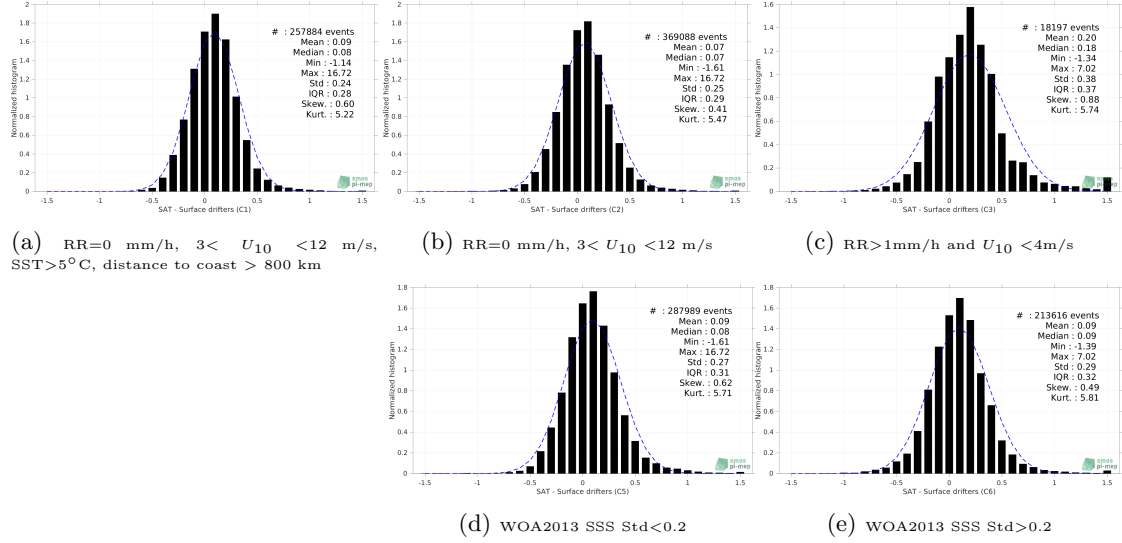 2
1.8
1.6
1.4
1.2
1
0.8
0.6
0.4
0.2
0
Normalized histogram
# : 257884 events
Mean : 0.09
Median : 0.08
Min : -1.14
Max : 16.72
Std : 0.24
IQR : 0.28
Skew. : 0.60
Kurt. : 5.22
smos
pi-mep
-1.5 -1 -0.5 0 0.5 1 1.5
SAT - Surface drifters (C1)
(a) RR=0 mm/h, 3< U10 <12 m/s,
SST>5°C, distance to coast > 800 km
2
1.8
1.6
1.4
1.2
1
0.8
0.6
0.4
0.2
0
Normalized histogram
# : 369088 events
Mean : 0.07
Median : 0.07
Min : -1.61
Max : 16.72
Std : 0.25
IQR : 0.29
Skew. : 0.41
Kurt. : 5.47
smos
pi-mep
-1.5 -1 -0.5 0 0.5 1 1.5
SAT - Surface drifters (C2)
(b) RR=0 mm/h, 3< U10 <12 m/s
1.6
1.4
1.2
1
0.8
0.6
0.4
0.2
0
Normalized histogram
# : 18197 events
Mean : 0.20
Median : 0.18
Min : -1.34
Max : 7.02
Std : 0.38
IQR : 0.37
Skew. : 0.88
Kurt. : 5.74
smos
pi-mep
-1.5 -1 -0.5 0 0.5 1 1.5
SAT - Surface drifters (C3)
(c) RR>1mm/h and U10 <4m/s
1.8
1.6
1.4
1.2
1
0.8
0.6
0.4
0.2
0
Normalized histogram
# : 287989 events
Mean : 0.09
Median : 0.08
Min : -1.61
Max : 16.72
Std : 0.27
IQR : 0.31
Skew. : 0.62
Kurt. : 5.71
smos
pi-mep
-1.5 -1 -0.5 0 0.5 1 1.5
SAT - Surface drifters (C5)
(d) WOA2013 SSS Std<0.2
1.8
1.6
1.4
1.2
1
0.8
0.6
0.4
0.2
0
Normalized histogram
# : 213616 events
Mean : 0.09
Median : 0.09
Min : -1.39
Max : 7.02
Std : 0.29
IQR : 0.32
Skew. : 0.49
Kurt. : 5.81
smos
pi-mep
-1.5 -1 -0.5 0 0.5 1 1.5
SAT - Surface drifters (C6)
(e) WOA2013 SSS Std>0.2